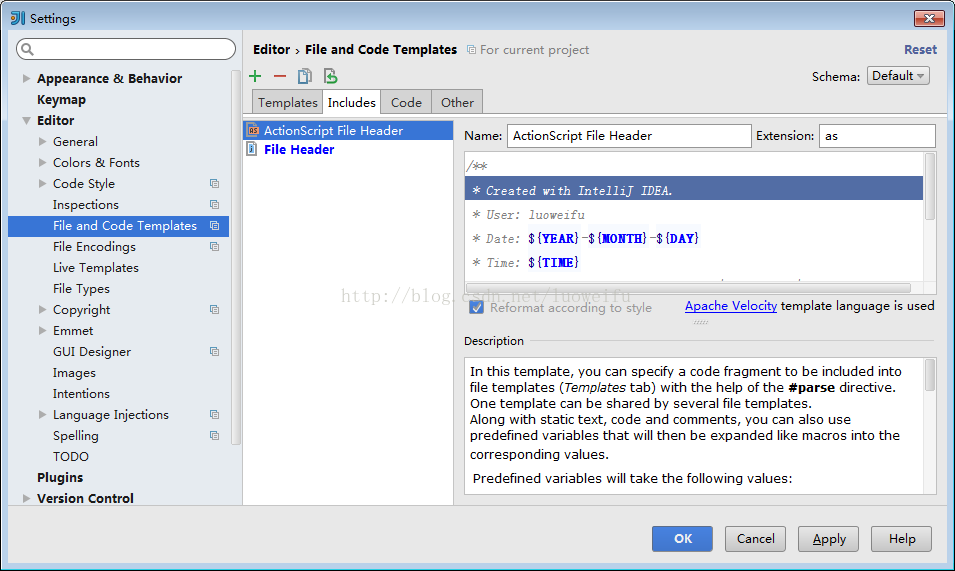 Settings
Editor › File and Code Templates For current project Reset
Schema: Default
Appearance & Behavior
Keymap
Editor
General
Colors & Fonts
Code Style
Inspections
File and Code Templates
File Encodings
Live Templates
File Types
Copyright
Emmet
GUI Designer
Images
Intentions
Language Injections
Spelling
TODO
Plugins
Version Control
Templates Includes Code Other
ActionScript File Header
File Header
Name: ActionScript File Header Extension: as
/**
* Created with IntelliJ IDEA.
* User: luoweifu
* Date: ${YEAR}-${MONTH}-${DAY}
* Time: ${TIME}
http://blog.csdn.net/luoweifu
Reformat according to style Apache Velocity template language is used
Description
In this template, you can specify a code fragment to be included into
file templates (Templates tab) with the help of the #parse directive.
One template can be shared by several file templates.
Along with static text, code and comments, you can also use
predefined variables that will then be expanded like macros into the
corresponding values.
Predefined variables will take the following values:
OK Cancel Apply Help